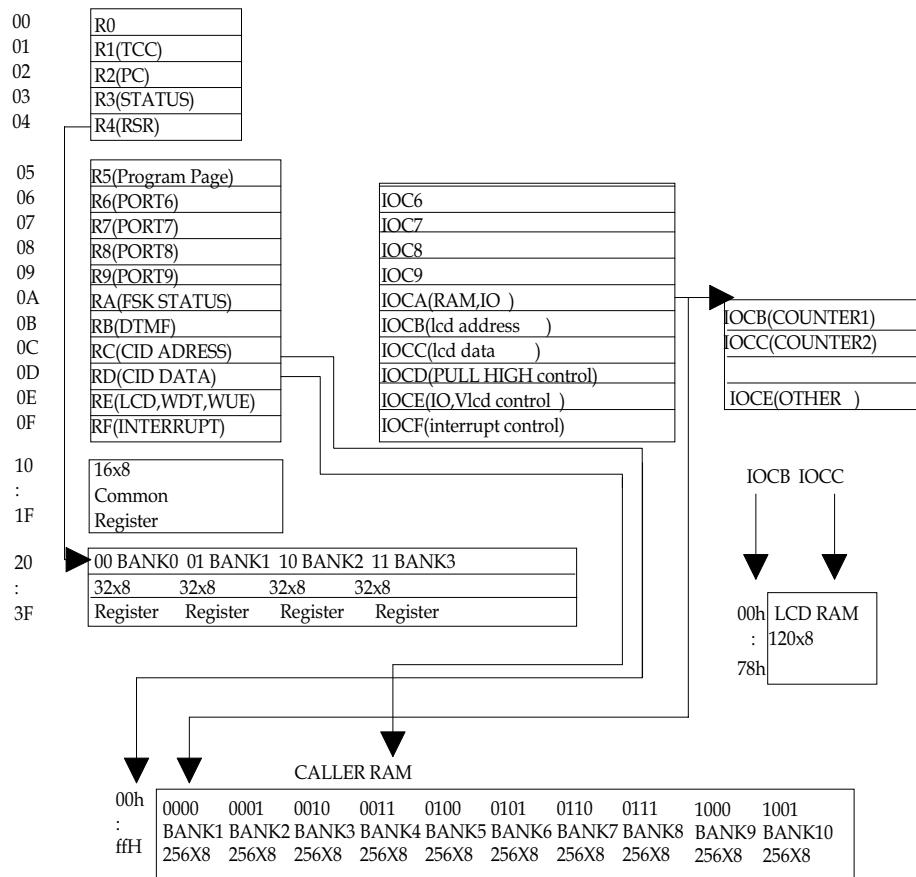 00 R0
01 R1(TCC)
02 R2(PC)
03 R3(STATUS)
04 R4(RSR)
05 R5(Program Page)
06 R6(PORT6) IOC6
07 R7(PORT7) IOC7
08 R8(PORT8) IOC8
09 R9(PORT9) IOC9
0A RA(FSK STATUS) IOCA(RAM,IO )
0B RB(DTMF) IOCB(lcd address )
0C RC(CID ADRESS) IOCC(lcd data )
0D RD(CID DATA) IOCD(PULL HIGH control)
0E RE(LCD,WDT,WUE) IOCE(IO,Vlcd control )
0F RF(INTERRUPT) IOCF(interrupt control)
IOCB(COUNTER1)
IOCC(COUNTER2)
IOCE(OTHER )
10 16x8
: Common
1F Register
IOCB IOCC
20 00 BANK0 01 BANK1 10 BANK2 11 BANK3
: 32x8 32x8 32x8 32x8
3F Register Register Register Register
00h LCD RAM
: 120x8
78h
CALLER RAM
00h 0000 0001 0010 0011 0100 0101 0110 0111 1000 1001
: BANK1 BANK2 BANK3 BANK4 BANK5 BANK6 BANK7 BANK8 BANK9 BANK10
ffH 256X8 256X8 256X8 256X8 256X8 256X8 256X8 256X8 256X8 256X8